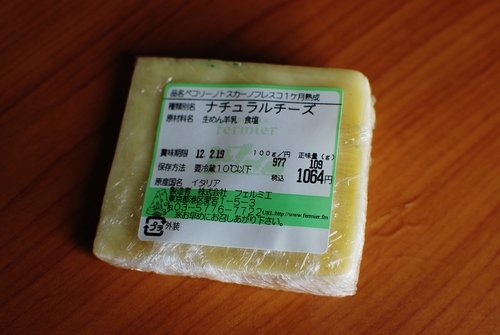 品名ペコリーノトスカーノフレスコ1ケ月熟成
種類別名 ナチュラルチーズ
原材料名 生めん羊乳 食塩
fermier
賞味期限 12. 2.19 100g/円 977 正味量(g) 109
保存方法 要冷蔵10℃以下 税込 1064円
原産国名 イタリア
製造者 株式会社 フェルミエ
東京都港区愛宕1-5-3
☎03-5776-7722 URL:http://www.fermier.fm
※お早めにお召しあがり下さい。
プラ 外装